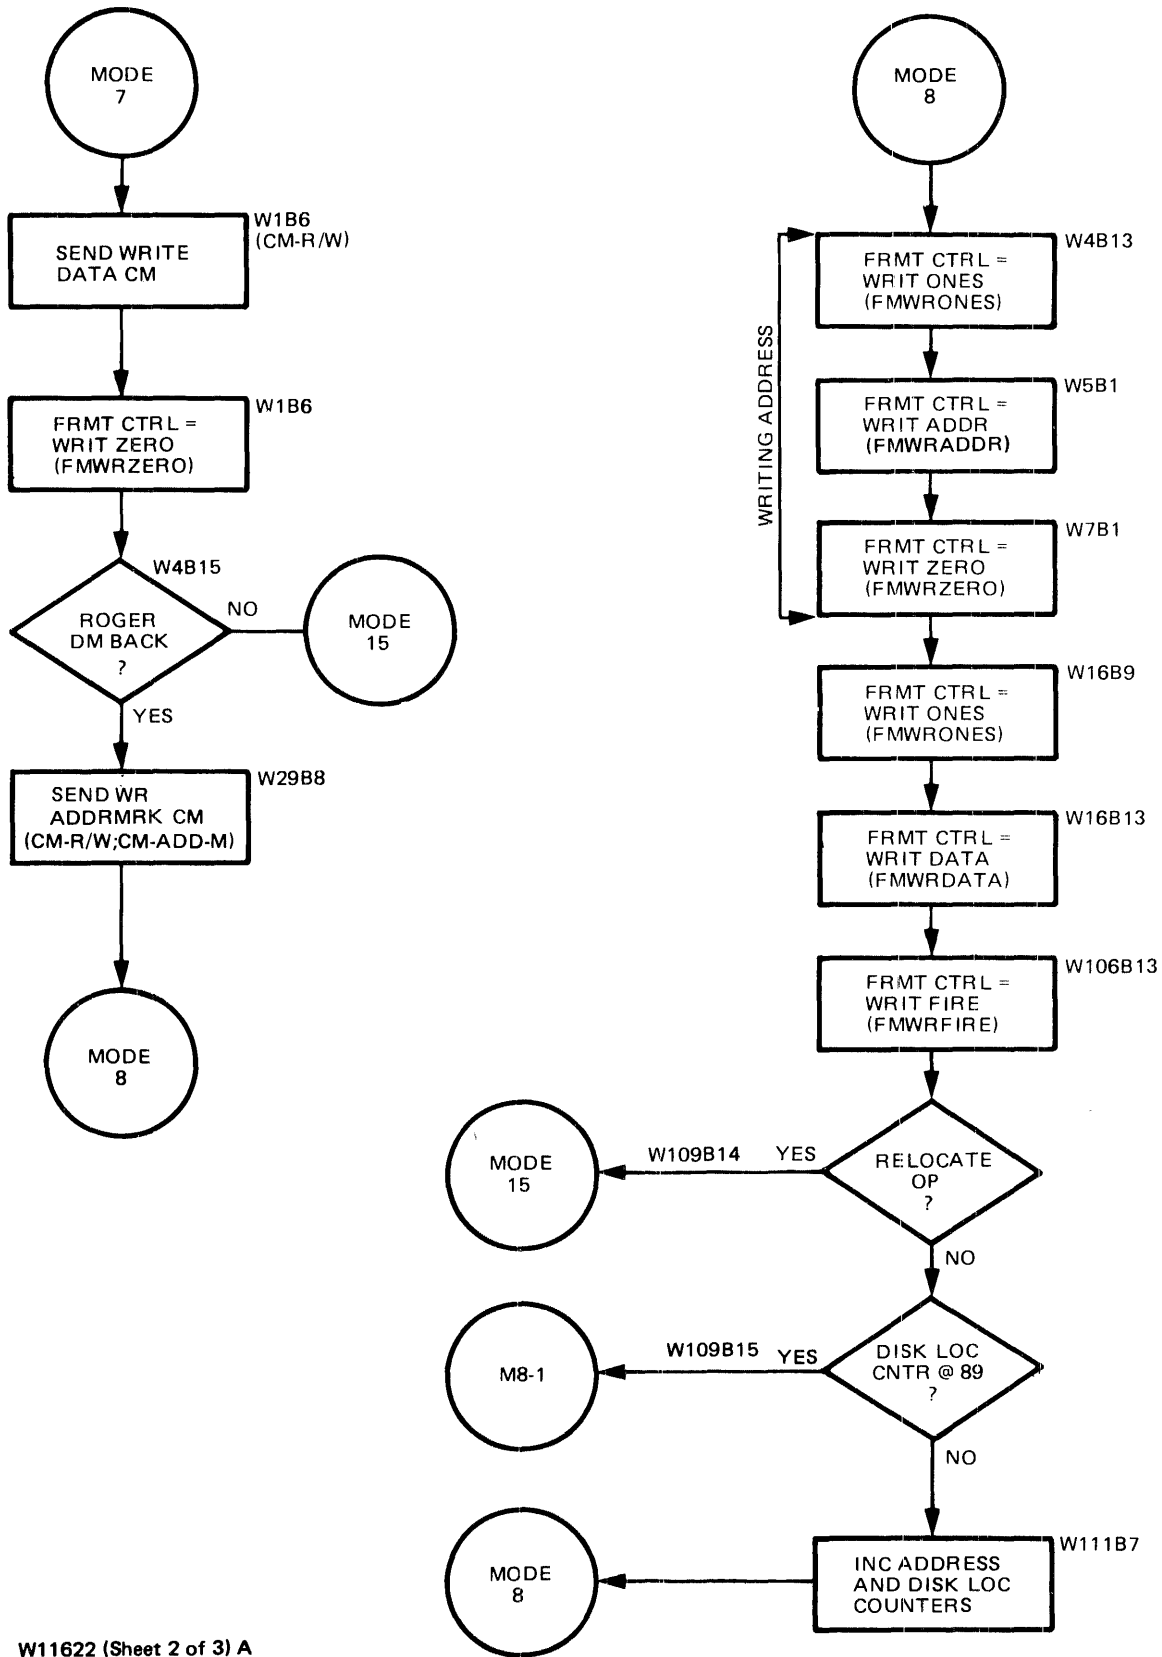 MODE
7
W1B6
(CM-R/W)
SEND WRITE
DATA CM
W1B6
FRMT CTRL =
WRIT ZERO
(FMWRZERO)
W4B15
ROGER
DM BACK
?
NO
MODE
15
YES
W29B8
SEND WR
ADDRMRK CM
(CM-R/W;CM-ADD-M)
MODE
8
MODE
8
WRITING ADDRESS
W4B13
FRMT CTRL =
WRIT ONES
(FMWRONES)
W5B1
FRMT CTRL =
WRIT ADDR
(FMWRADDR)
W7B1
FRMT CTRL =
WRIT ZERO
(FMWRZERO)
W16B9
FRMT CTRL =
WRIT ONES
(FMWRONES)
W16B13
FRMT CTRL =
WRIT DATA
(FMWRDATA)
W106B13
FRMT CTRL =
WRIT FIRE
(FMWRFIRE)
RELOCATE
OP
?
YES
W109B14
MODE
15
NO
DISK LOC
CNTR @ 89
?
YES
W109B15
M8-1
NO
W111B7
INC ADDRESS
AND DISK LOC
COUNTERS
MODE
8
W11622 (Sheet 2 of 3) A